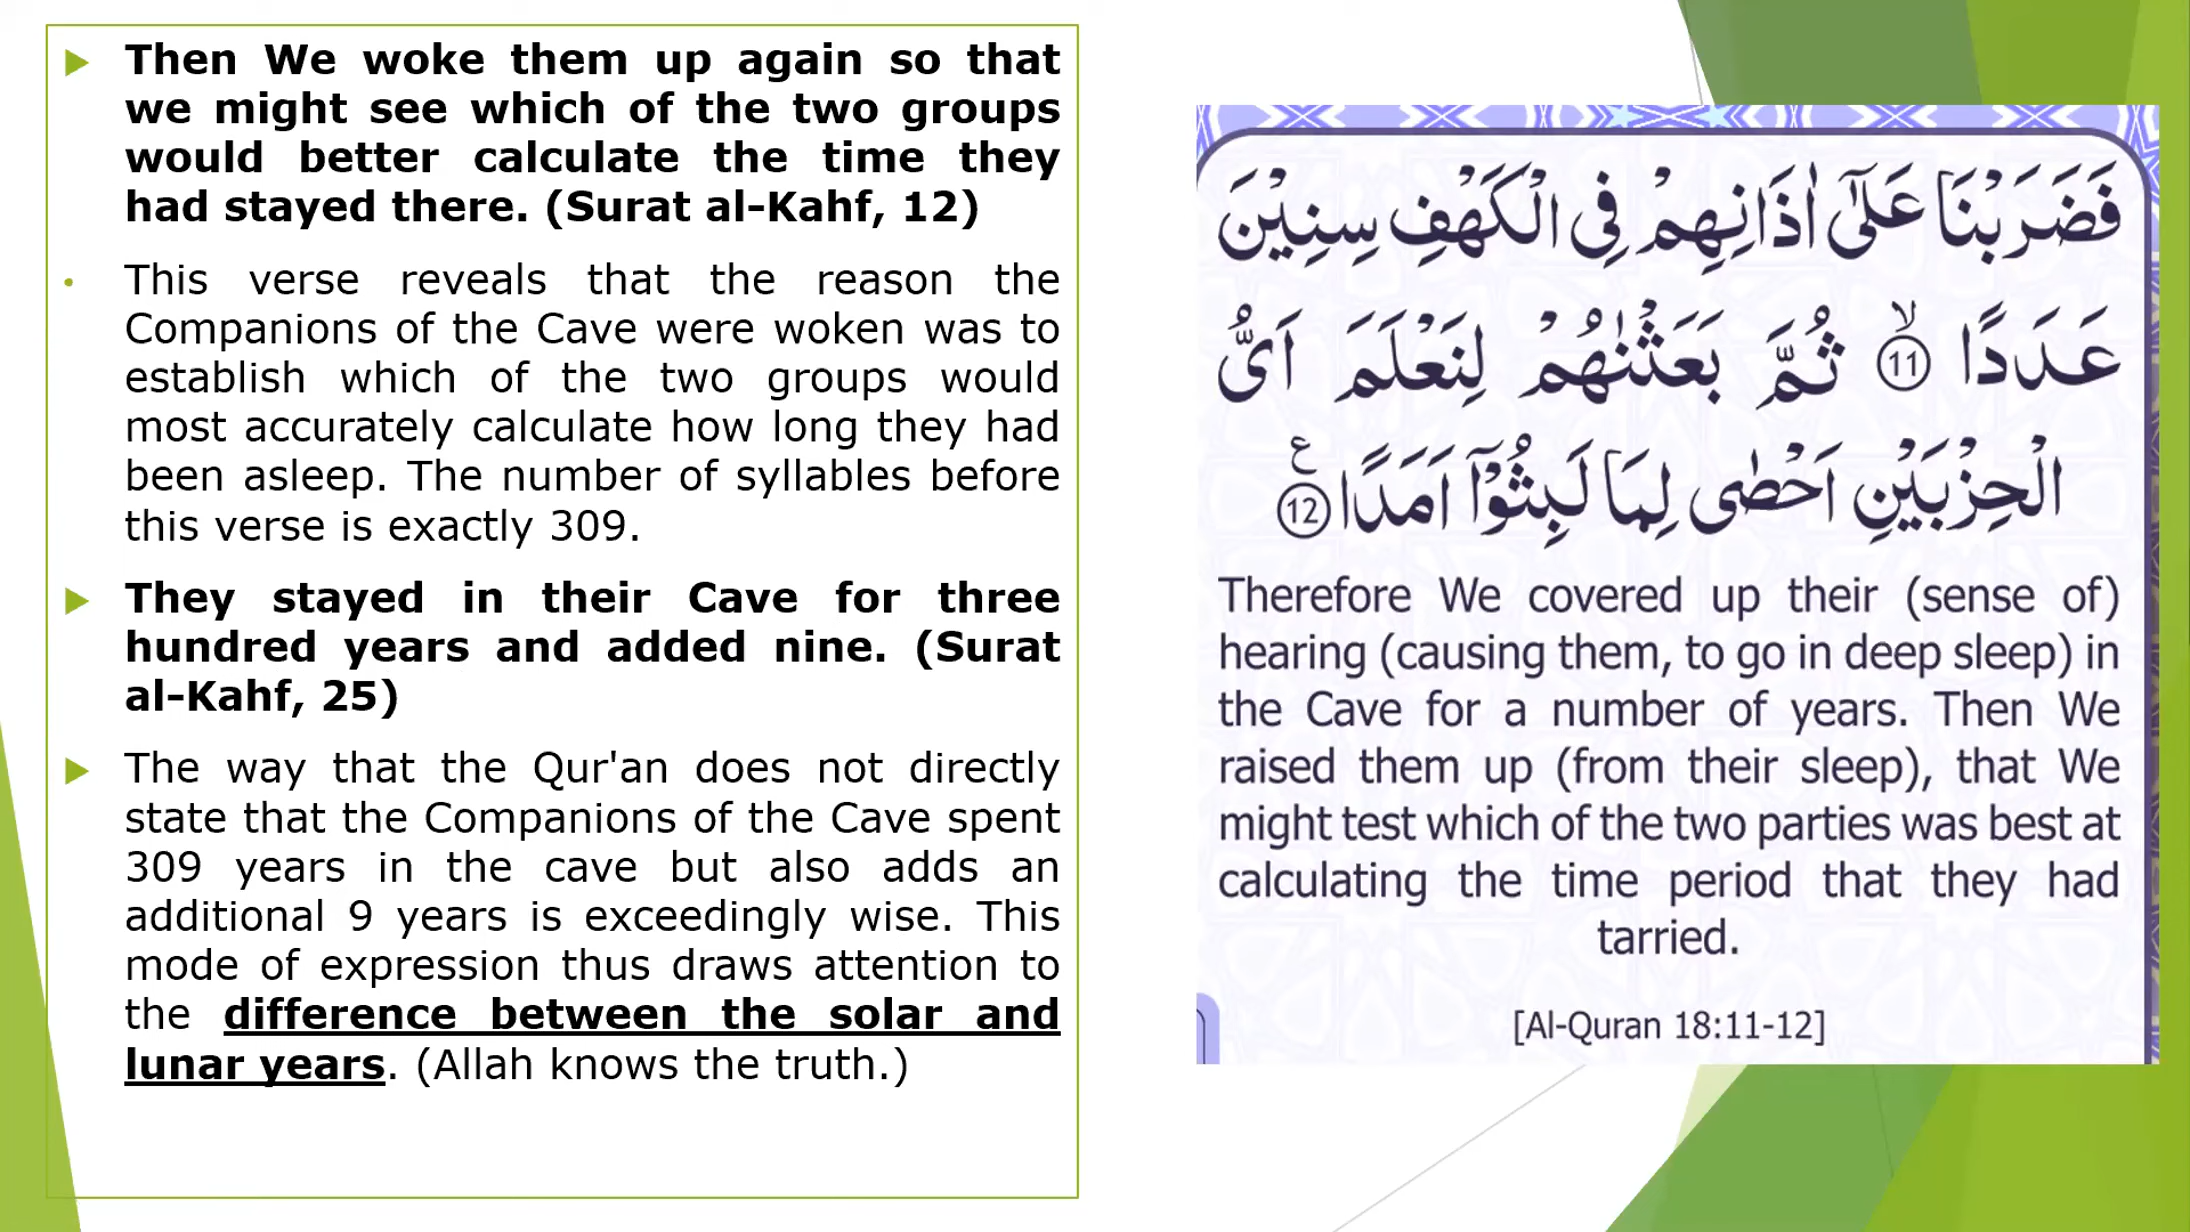 Then We woke them up again so that
we might see which of the two groups
would better calculate the time they
had stayed there. (Surat al-Kahf, 12)
This verse reveals that the reason the
Companions of the Cave were woken was to
establish which of the two groups would
most accurately calculate how long they had
been asleep. The number of syllables before
this verse is exactly 309.
They stayed in their Cave for three
hundred years and added nine. (Surat
al-Kahf, 25)
The way that the Qur'an does not directly
state that the Companions of the Cave spent
309 years in the cave but also adds an
additional 9 years is exceedingly wise. This
mode of expression thus draws attention to
the difference between the solar and
lunar years. (Allah knows the truth.)
فَضَرَبْنَا عَلٰٓى اٰذَانِهِمْ فِى الْكَهْفِ سِنِيْنَ
عَدَدًا ۙ 11 ثُمَّ بَعَثْنٰهُمْ لِنَعْلَمَ اَىُّ
الْحِزْبَيْنِ اَحْصٰى لِمَا لَبِثُوْٓا اَمَدًا ع 12
Therefore We covered up their (sense of)
hearing (causing them, to go in deep sleep) in
the Cave for a number of years. Then We
raised them up (from their sleep), that We
might test which of the two parties was best at
calculating the time period that they had
tarried.
[Al-Quran 18:11-12]